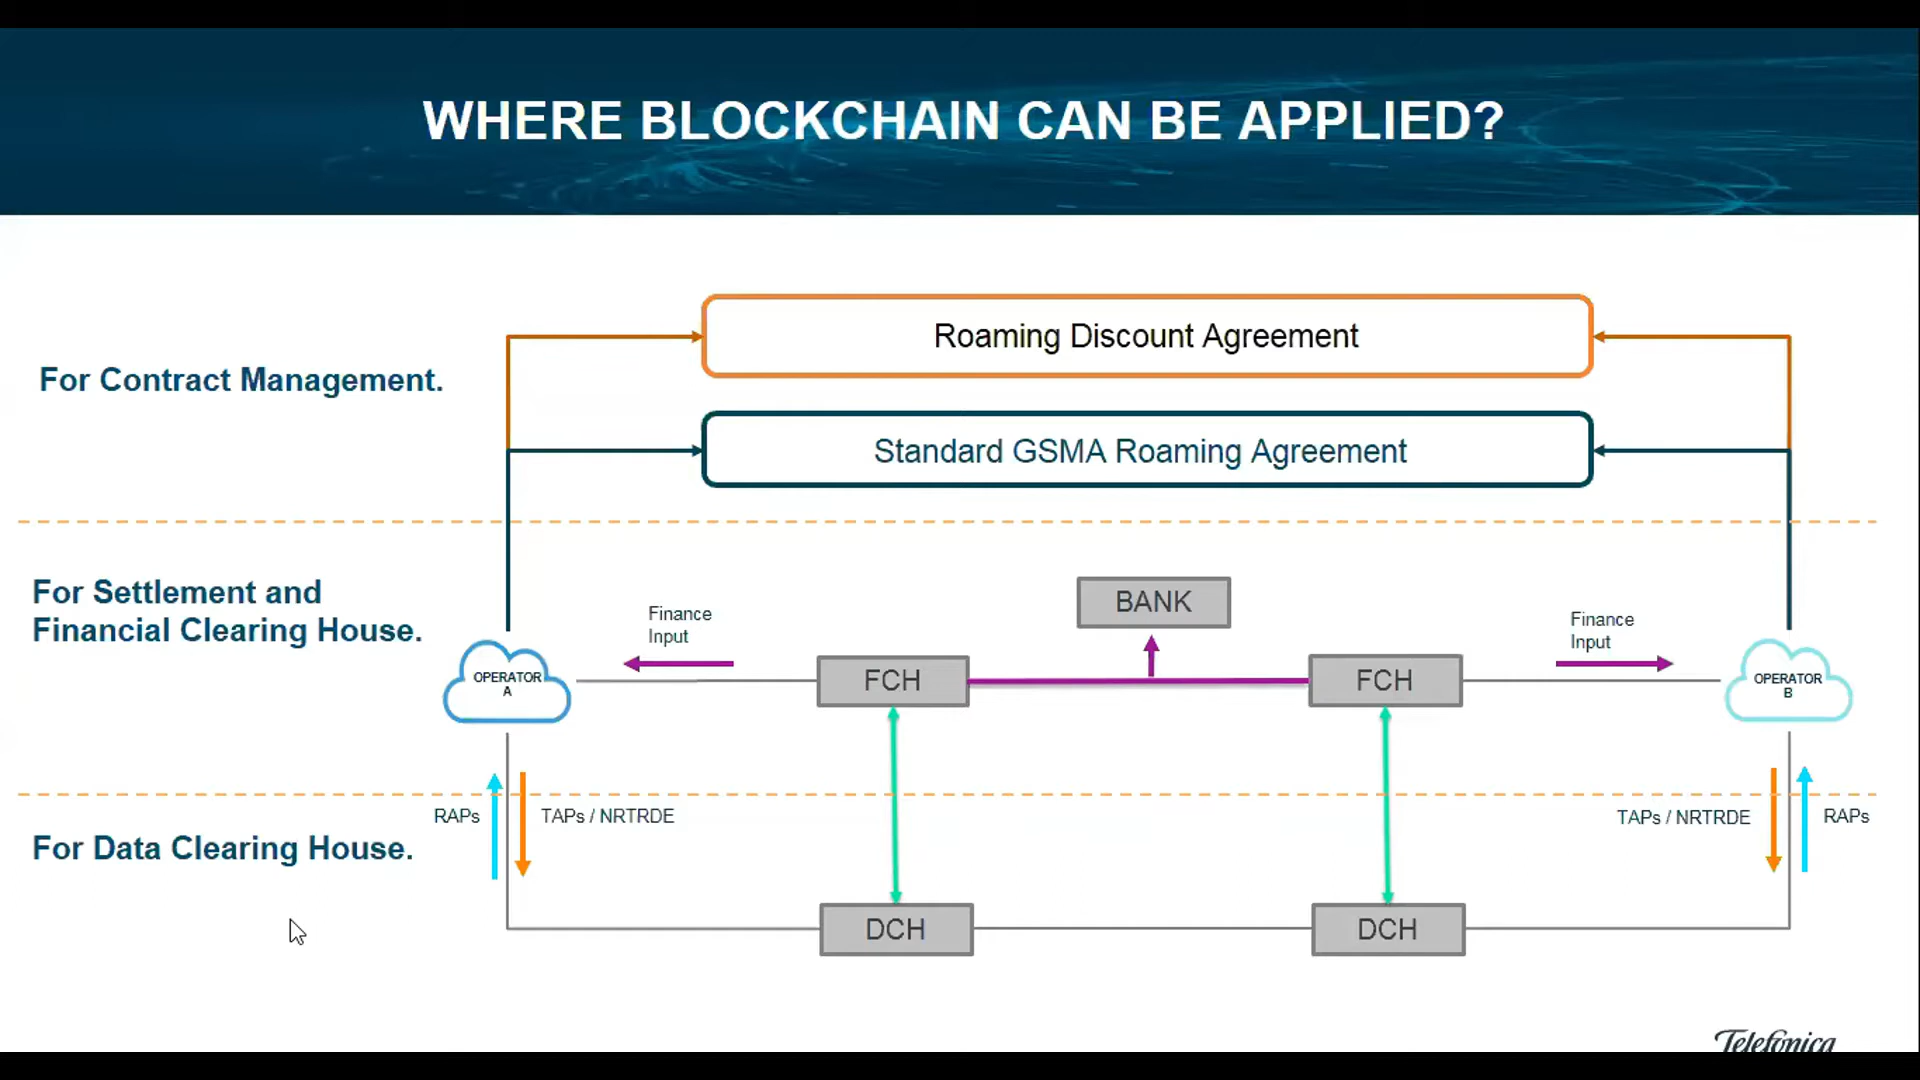 WHERE BLOCKCHAIN CAN BE APPLIED?
Roaming Discount Agreement
For Contract Management.
Standard GSMA Roaming Agreement
For Settlement and
Financial Clearing House.
Finance
Input
BANK
Finance
Input
OPERATOR
A
FCH
FCH
OPERATOR
B
RAPs
TAPs / NRTRDE
TAPs / NRTRDE
RAPs
For Data Clearing House.
DCH
DCH
Telefónica